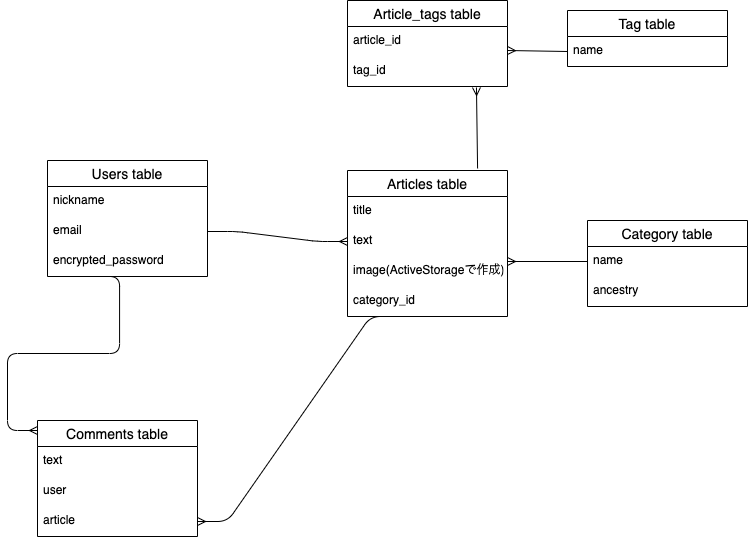 Article_tags table
article_id
tag_id
Tag table
name
Users table
nickname
email
encrypted_password
Articles table
title
text
image(ActiveStorageで作成)
category_id
Category table
name
ancestry
Comments table
text
user
article